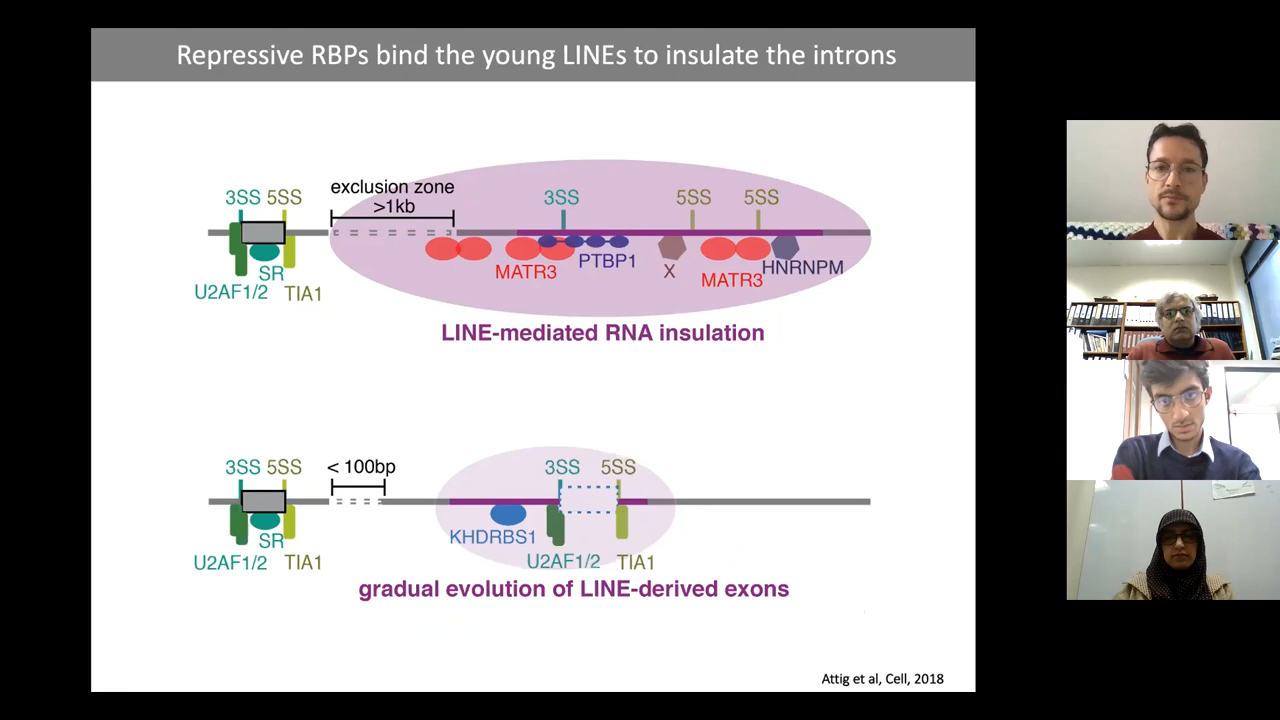 Repressive RBPs bind the young LINEs to insulate the introns
exclusion zone
>1kb
3SS 5SS
3SS
5SS
5SS
SR
U2AF1/2
TIA1
MATR3
PTBP1
X
MATR3
HNRNPM
LINE-mediated RNA insulation
3SS 5SS
< 100bp
3SS
5SS
SR
U2AF1/2
TIA1
KHDRBS1
U2AF1/2
TIA1
gradual evolution of LINE-derived exons
Attig et al, Cell, 2018